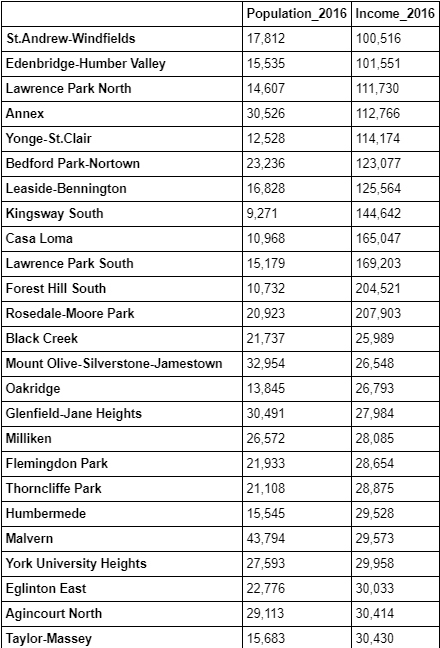 Population_2016 Income_2016
St.Andrew-Windfields 17,812 100,516
Edenbridge-Humber Valley 15,535 101,551
Lawrence Park North 14,607 111,730
Annex 30,526 112,766
Yonge-St.Clair 12,528 114,174
Bedford Park-Nortown 23,236 123,077
Leaside-Bennington 16,828 125,564
Kingsway South 9,271 144,642
Casa Loma 10,968 165,047
Lawrence Park South 15,179 169,203
Forest Hill South 10,732 204,521
Rosedale-Moore Park 20,923 207,903
Black Creek 21,737 25,989
Mount Olive-Silverstone-Jamestown 32,954 26,548
Oakridge 13,845 26,793
Glenfield-Jane Heights 30,491 27,984
Milliken 26,572 28,085
Flemingdon Park 21,933 28,654
Thorncliffe Park 21,108 28,875
Humbermede 15,545 29,528
Malvern 43,794 29,573
York University Heights 27,593 29,958
Eglinton East 22,776 30,033
Agincourt North 29,113 30,414
Taylor-Massey 15,683 30,430